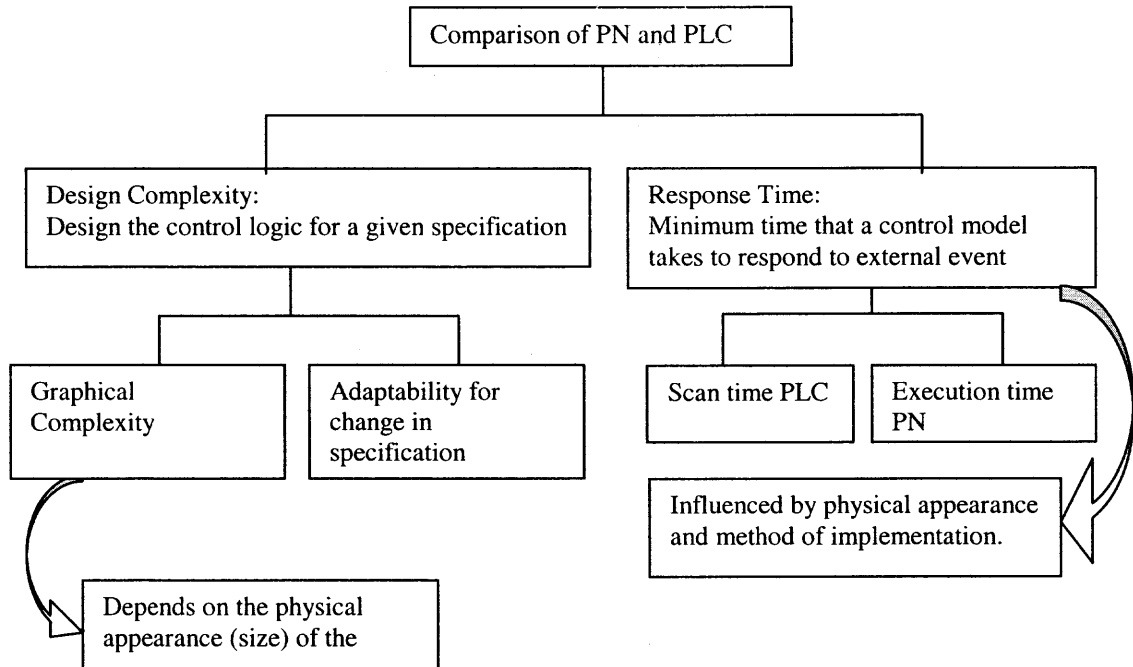 Comparison of PN and PLC
Design Complexity:
Design the control logic for a given specification
Response Time:
Minimum time that a control model
takes to respond to external event
Graphical
Complexity
Adaptability for
change in
specification
Scan time PLC
Execution time
PN
Influenced by physical appearance
and method of implementation.
Depends on the physical
appearance (size) of the